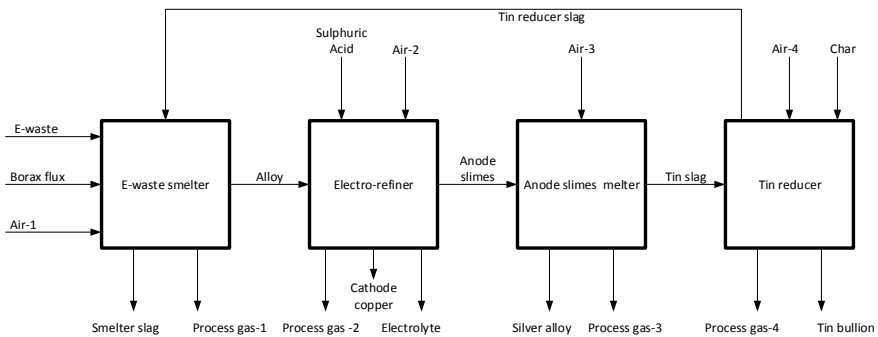 Tin reducer slag
Sulphuric
Acid
Air-2
Air-3
Air-4
Char
E-waste
Borax flux
Air-1
E-waste smelter
Alloy
Electro-refiner
Anode
slimes
Anode slimes melter
Tin slag
Tin reducer
Smelter slag
Process gas-1
Process gas -2
Cathode
copper
Electrolyte
Silver alloy
Process gas-3
Process gas-4
Tin bullion